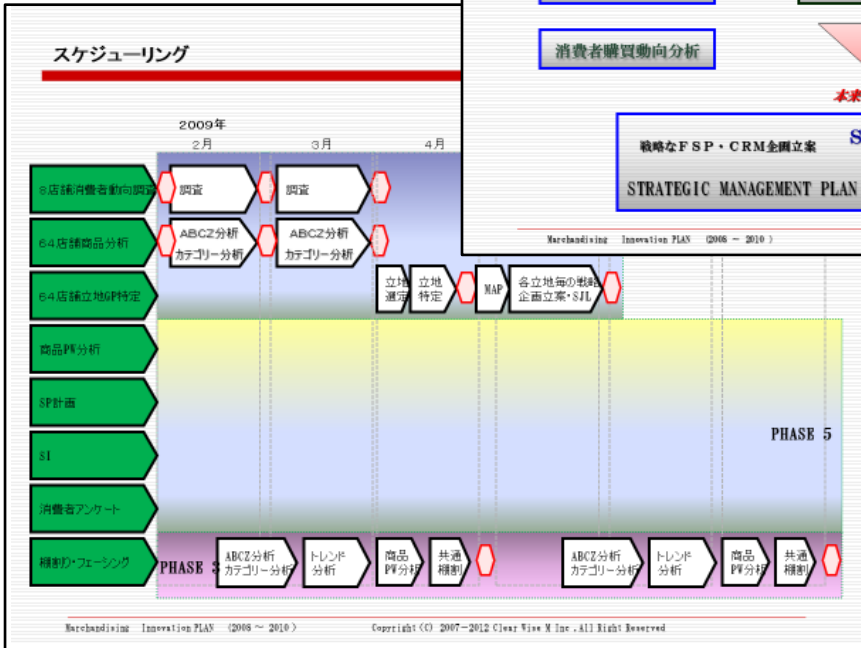 スケジューリング
2009年
2月
3月
4月
8店舗消費者動向調査
調査
調査
64店舗商品分析
ABCZ分析
カテゴリー分析
ABCZ分析
カテゴリー分析
64店舗立地GP特定
立地
選定
立地
特定
MAP
各立地毎の戦略
企画立案・SJL
商品PW分析
SP計画
PHASE 5
SI
消費者アンケート
棚割り・フェーシング
PHASE 3
ABCZ分析
カテゴリー分析
トレンド
分析
商品
PW分析
共通
棚割
ABCZ分析
カテゴリー分析
トレンド
分析
商品
PW分析
共通
棚割
Marchandising Innovation PLAN (2008 ～ 2010)
Copyright (C) 2007-2012 Clear Wise M Inc .All Right Reserved
消費者購買動向分析
本来
戦略なFSP・CRM企画立案
S
STRATEGIC MANAGEMENT PLAN
Marchandising Innovation PLAN (2008 ～ 2010)